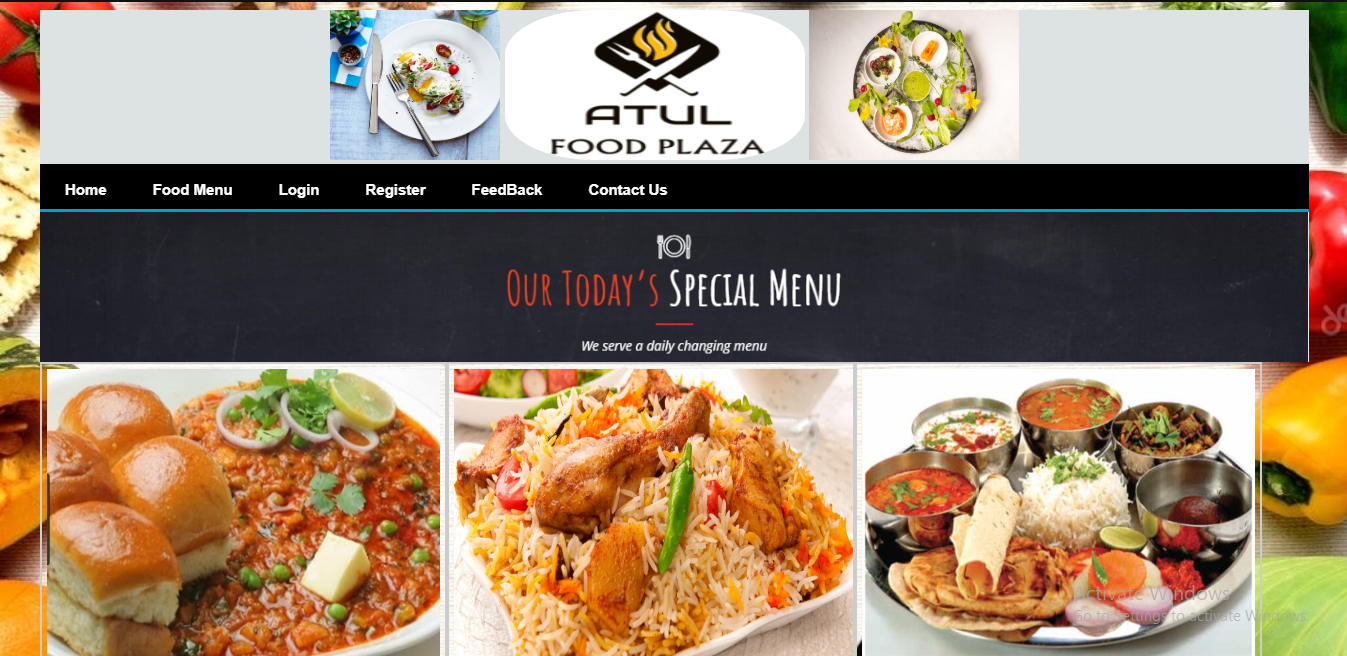 ATUL
FOOD PLAZA
Home Food Menu Login Register FeedBack Contact Us
Our Today's Special Menu
We serve a daily changing menu
Activate Windows
Go to Settings to activate Windows.